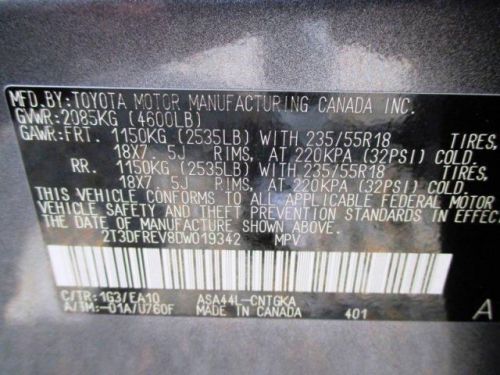 MFD.BY:TOYOTA MOTOR MANUFACTURING CANADA INC.
GVWR:2085KG (4600LB)
GAWR:FRT. 1150KG (2535LB) WITH 235/55R18 TIRES,
18X7.5J RIMS, AT 220KPA (32PSI) COLD.
RR. 1150KG (2535LB) WITH 235/55R18 TIRES,
18X7.5J RIMS, AT 220KPA (32PSI) COLD.
THIS VEHICLE CONFORMS TO ALL APPLICABLE FEDERAL MOTOR
VEHICLE SAFETY AND THEFT PREVENTION STANDARDS IN EFFEC
ON THE DATE OF MANUFACTURE SHOWN ABOVE.
2T3DFREV8DW019342 MPV
C/TR:1G3/EA10 ASA44L-CNTGKA
A/TM:-01A/U760F MADE IN CANADA 401 A